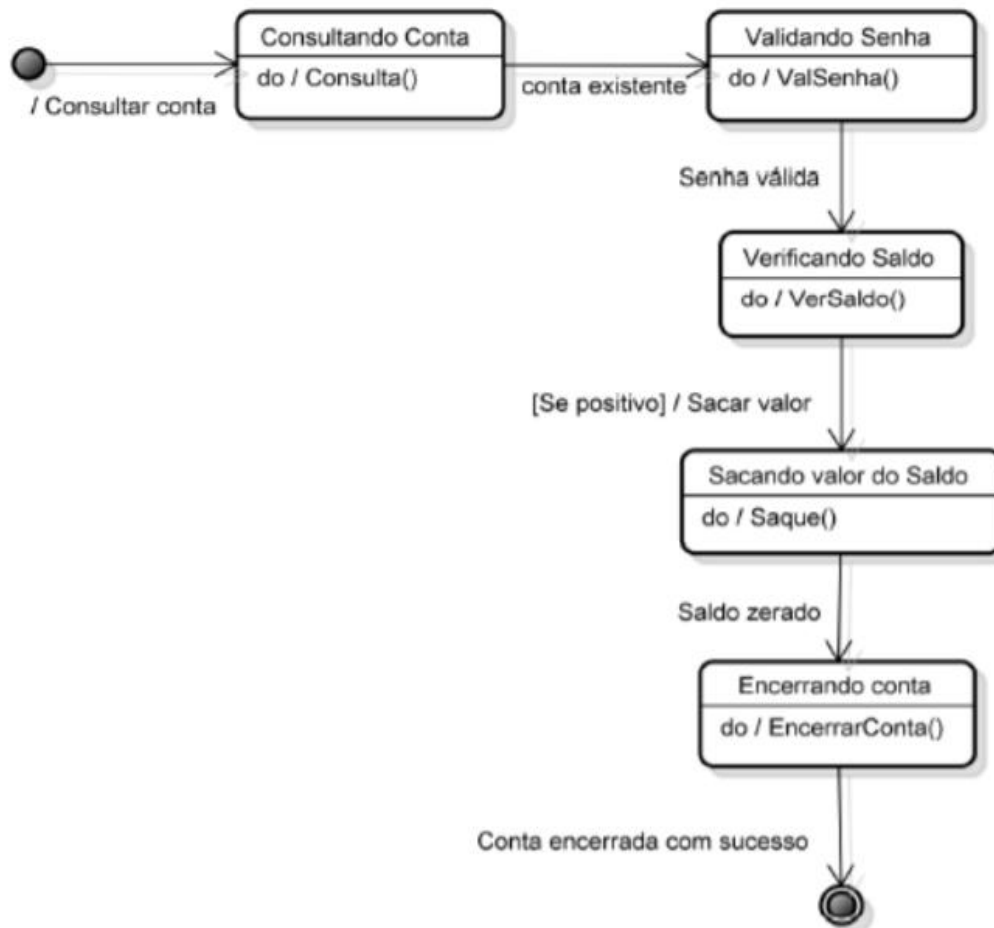 Consultando Conta
do / Consulta()
/ Consultar conta
conta existente
Validando Senha
do / ValSenha()
Senha válida
Verificando Saldo
do / VerSaldo()
[Se positivo] / Sacar valor
Sacando valor do Saldo
do / Saque()
Saldo zerado
Encerrando conta
do / EncerrarConta()
Conta encerrada com sucesso